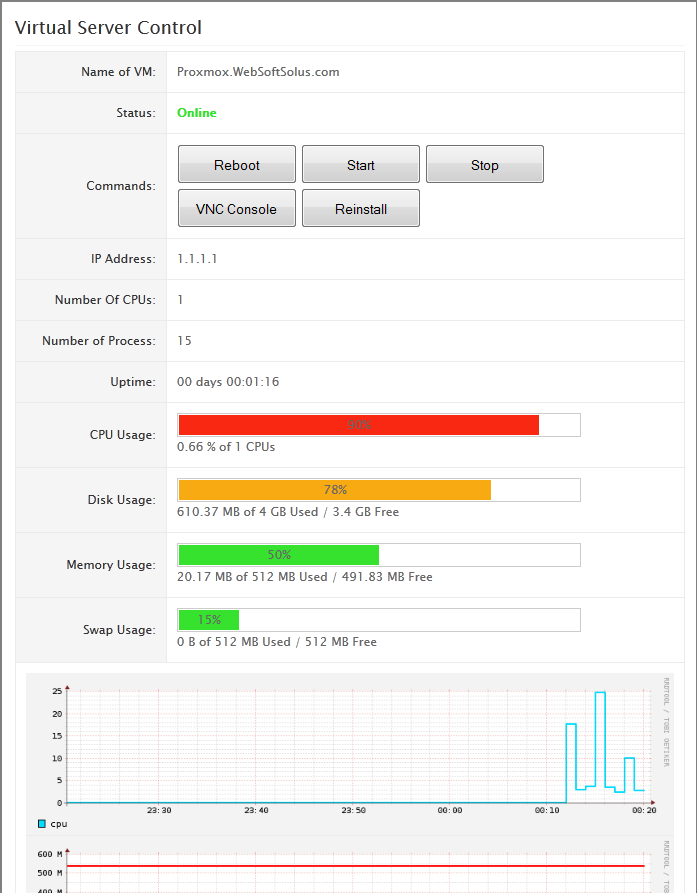 Virtual Server Control
Name of VM: Proxmox.WebSoftSolus.com
Status: Online
Commands:
Reboot Start Stop
VNC Console Reinstall
IP Address: 1.1.1.1
Number Of CPUs: 1
Number of Process: 15
Uptime: 00 days 00:01:16
CPU Usage: 90%
0.66 % of 1 CPUs
Disk Usage: 78%
610.37 MB of 4 GB Used / 3.4 GB Free
Memory Usage: 50%
20.17 MB of 512 MB Used / 491.83 MB Free
Swap Usage: 15%
0 B of 512 MB Used / 512 MB Free
RRDTOOL / TOBI OETIKER
25
20
15
10
5
0
23:30 23:40 23:50 00:00 00:10 00:20
cpu
RRDTOOL / TOB
600 M
500 M
400 M